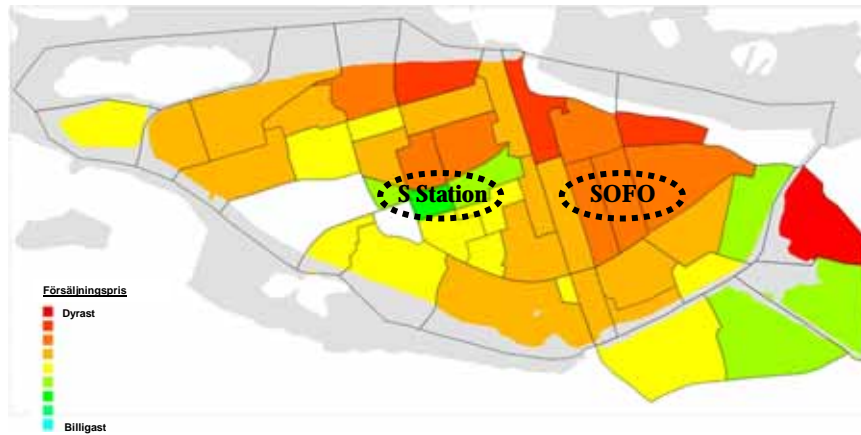 S Station
SOFO
Försäljningspris
Dyrast
Billigast